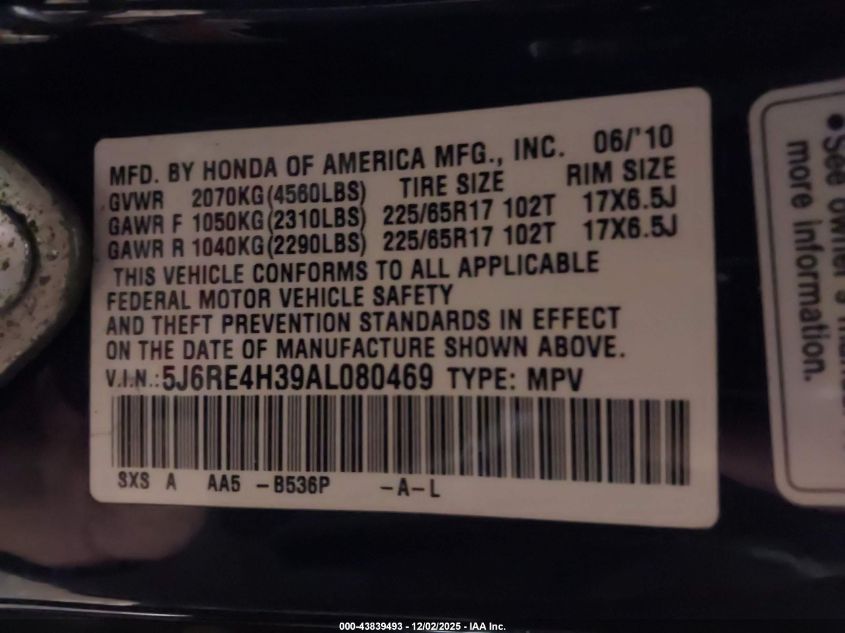 MFD. BY HONDA OF AMERICA MFG., INC. 06/'10
GVWR 2070KG(4560LBS) TIRE SIZE RIM SIZE
GAWR F 1050KG(2310LBS) 225/65R17 102T 17X6.5J
GAWR R 1040KG(2290LBS) 225/65R17 102T 17X6.5J
THIS VEHICLE CONFORMS TO ALL APPLICABLE
FEDERAL MOTOR VEHICLE SAFETY
AND THEFT PREVENTION STANDARDS IN EFFECT
ON THE DATE OF MANUFACTURE SHOWN ABOVE.
V.I.N.:5J6RE4H39AL080469 TYPE: MPV
SXS A AA5 -B536P -A-L
•See owner's
more information.
000-43839493 - 12/02/2025 - IAA Inc.